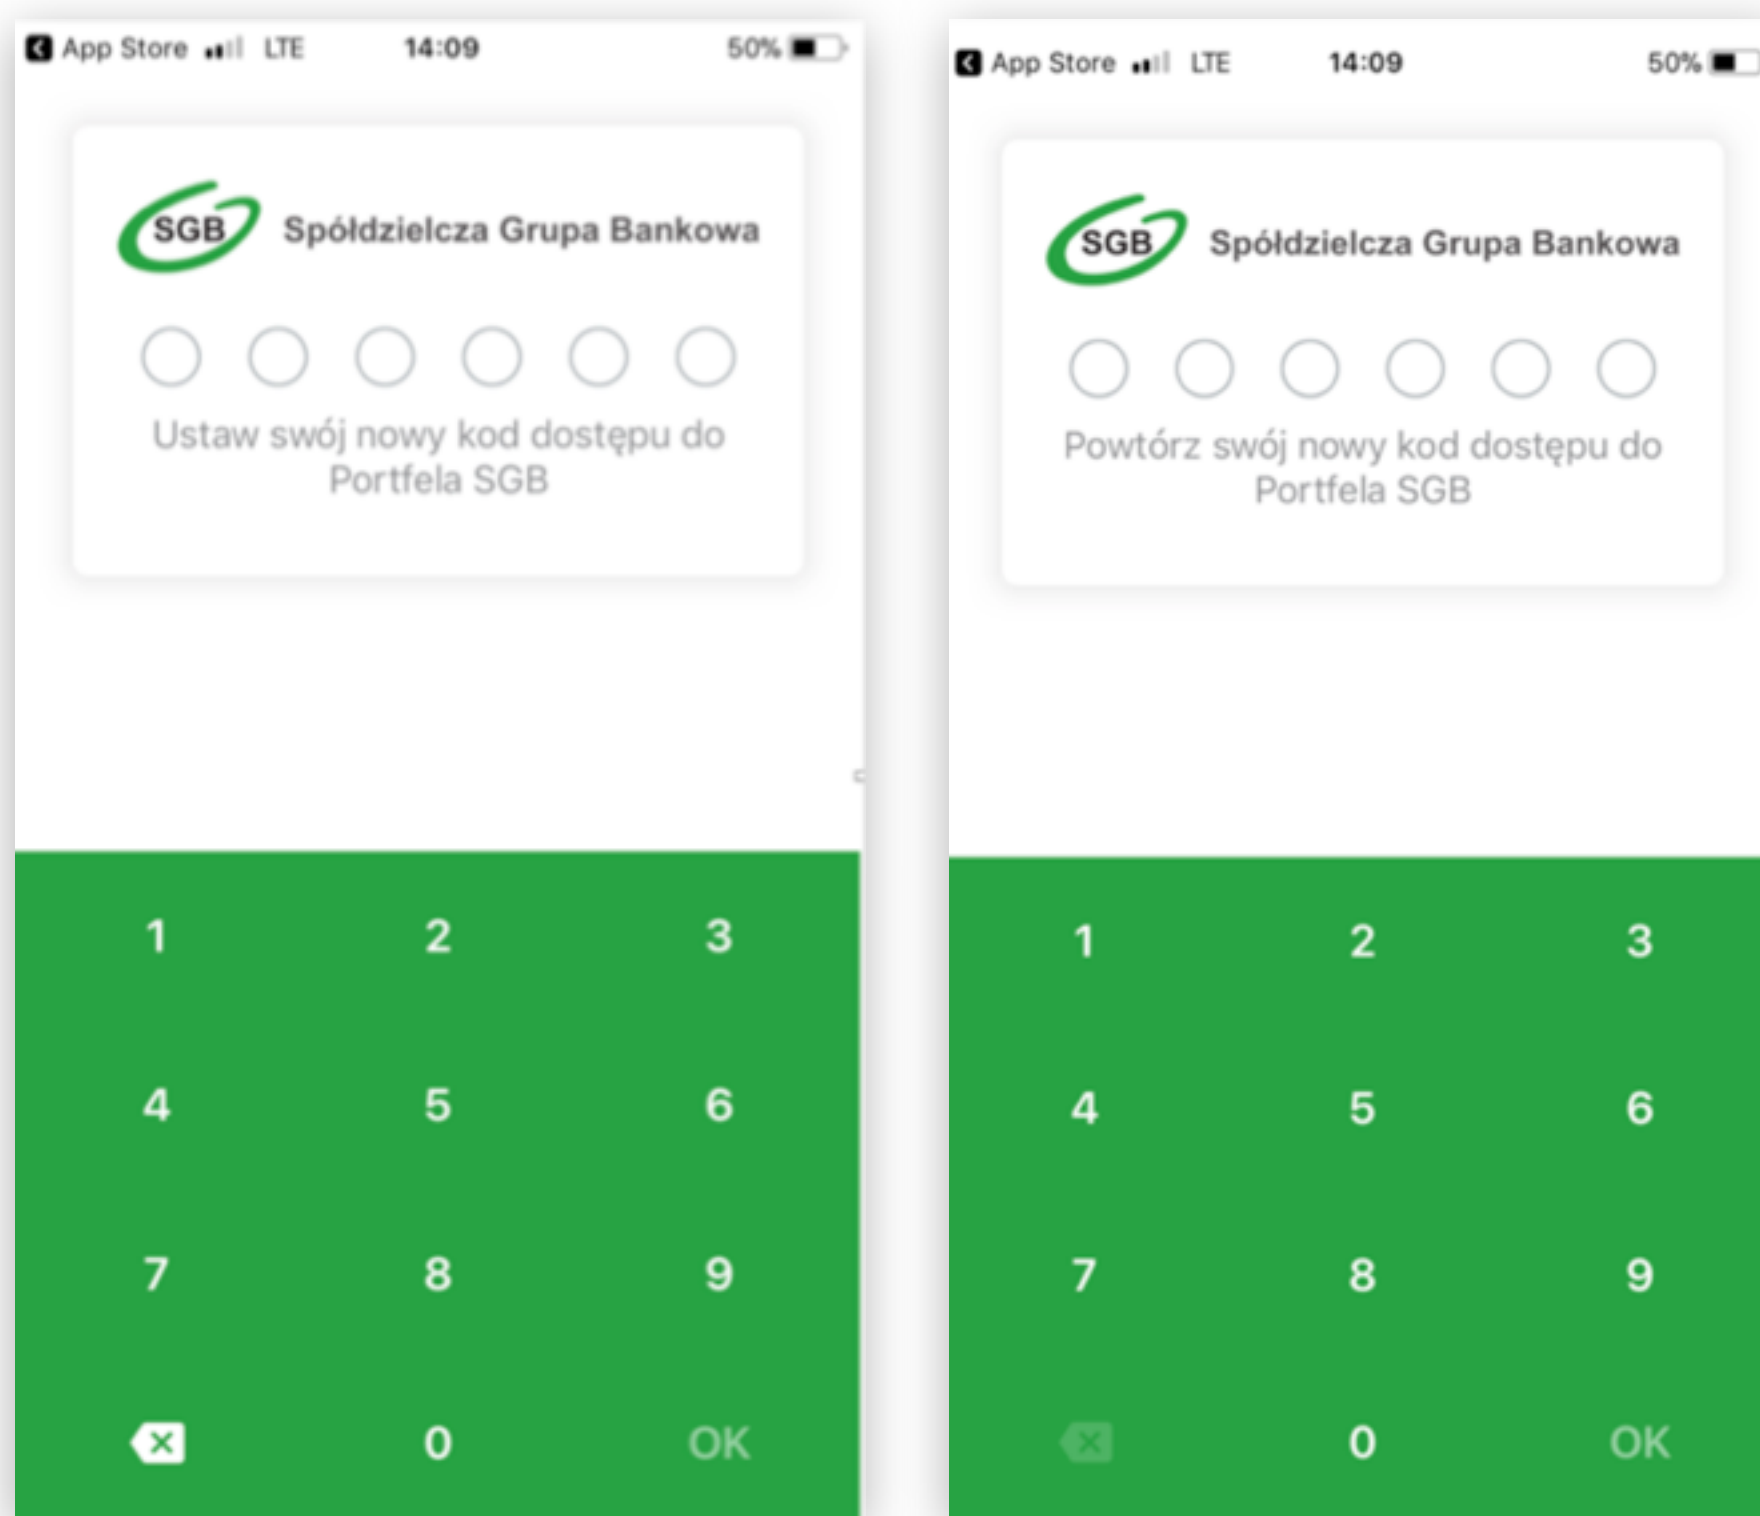 App Store LTE 14:09 50%
SGB Spółdzielcza Grupa Bankowa
Ustaw swój nowy kod dostępu do
Portfela SGB
1 2 3
4 5 6
7 8 9
0 OK
App Store LTE 14:09 50%
SGB Spółdzielcza Grupa Bankowa
Powtórz swój nowy kod dostępu do
Portfela SGB
1 2 3
4 5 6
7 8 9
0 OK